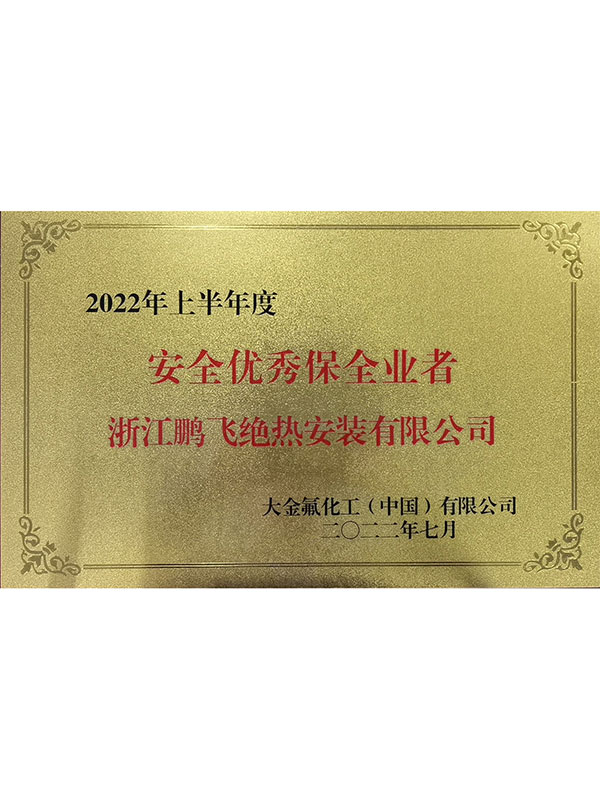 2022年上半年度
安全优秀保全业者
浙江鹏飞绝热安装有限公司
大金氟化工（中国）有限公司
二〇二二年七月